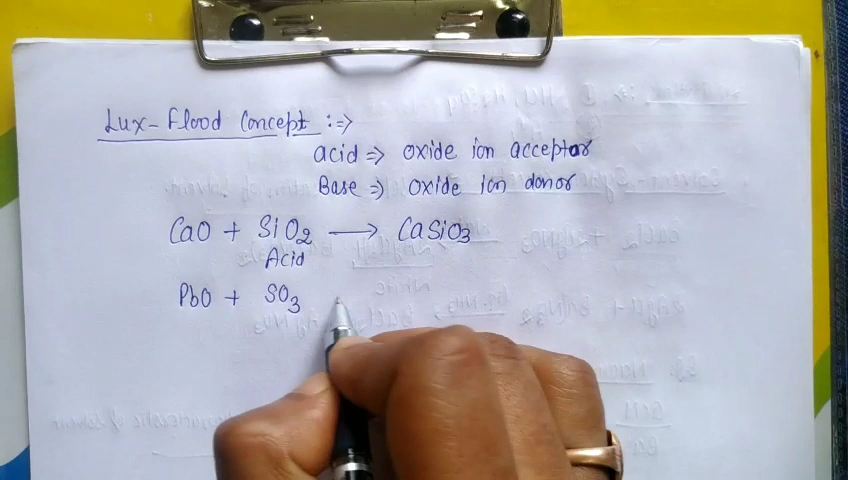 Lux-Flood Concept :⇒
acid ⇒ oxide ion acceptor
Base ⇒ oxide ion donor
CaO + SiO₂ ⟶ CaSiO₃
Acid
PbO + SO₃